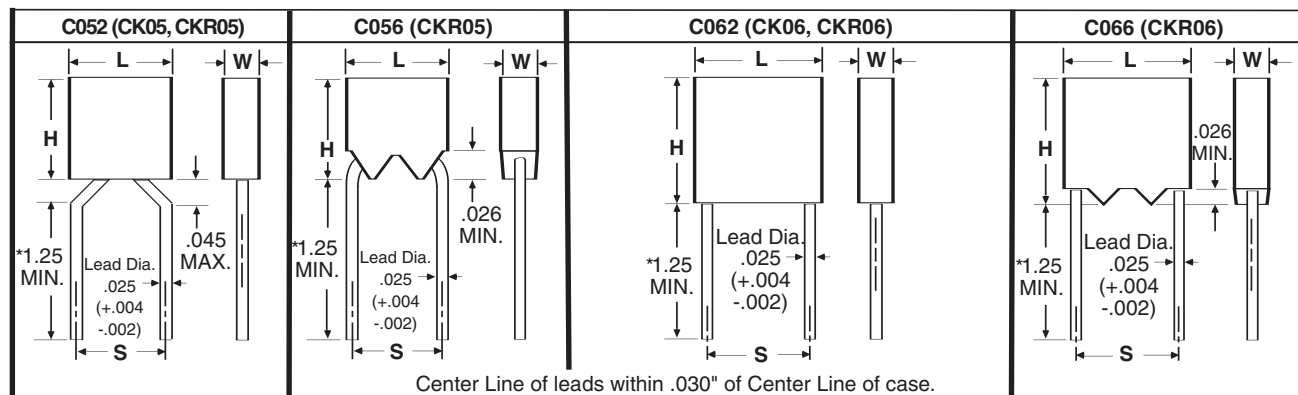 C052 (CK05, CKR05)
L
W
H
*1.25
MIN.
Lead Dia.
.025
(+.004
-.002)
.045
MAX.
S
C056 (CKR05)
L
W
H
*1.25
MIN.
Lead Dia.
.025
(+.004
-.002)
.026
MIN.
S
C062 (CK06, CKR06)
L
W
H
*1.25
MIN.
Lead Dia.
.025
(+.004
-.002)
S
C066 (CKR06)
L
W
H
.026
MIN.
*1.25
MIN.
Lead Dia.
.025
(+.004
-.002)
S
Center Line of leads within .030" of Center Line of case.